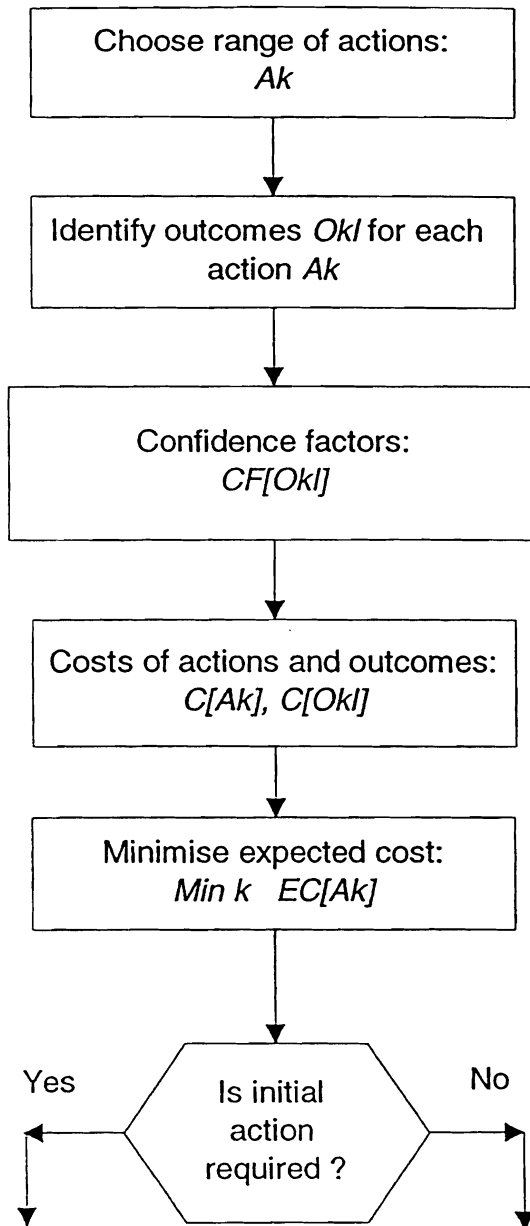 Choose range of actions:
Ak
Identify outcomes Okl for each
action Ak
Confidence factors:
CF[Okl]
Costs of actions and outcomes:
C[Ak], C[Okl]
Minimise expected cost:
Min k EC[Ak]
Yes
No
Is initial
action
required ?